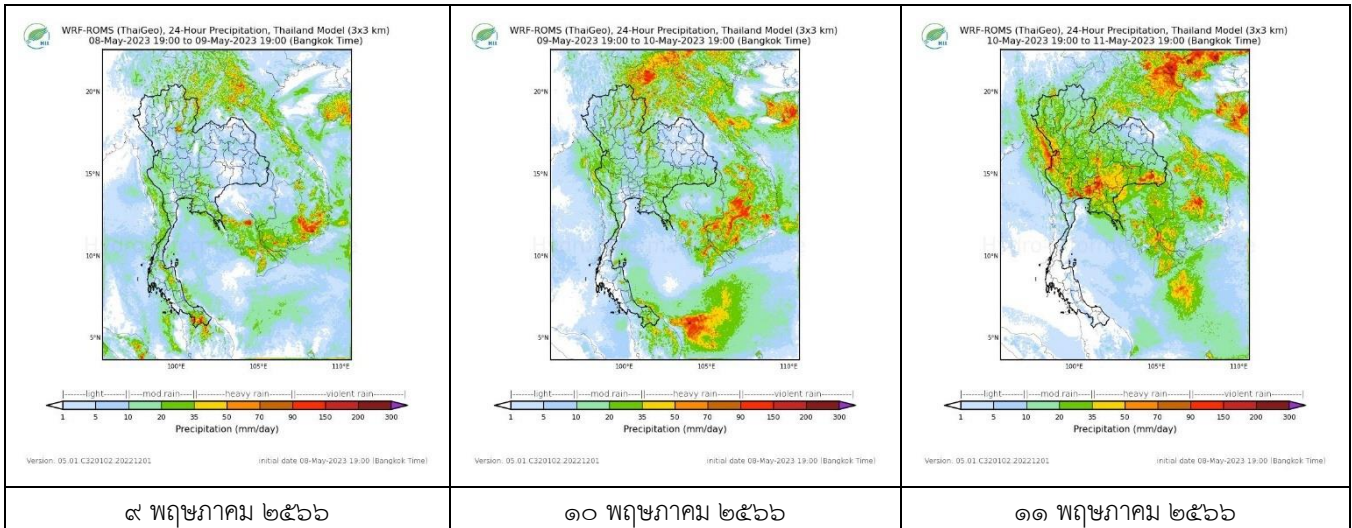 WRF-ROMS (ThaiGeo), 24-Hour Precipitation, Thailand Model (3x3 km)
08-May-2023 19:00 to 09-May-2023 19:00 (Bangkok Time)
20°N
15°N
10°N
5°N
100°E 105°E 110°E
|------light------||---mod rain---||------heavy rain------||------violent rain------|
1 5 10 20 35 50 70 90 150 200 300
Precipitation (mm/day)
Version: 05.01.C320102.20221201 initial date 08-May-2023 19:00 (Bangkok Time)
๙ พฤษภาคม ๒๕๖๖
WRF-ROMS (ThaiGeo), 24-Hour Precipitation, Thailand Model (3x3 km)
09-May-2023 19:00 to 10-May-2023 19:00 (Bangkok Time)
20°N
15°N
10°N
5°N
100°E 105°E 110°E
|------light------||---mod rain---||------heavy rain------||------violent rain------|
1 5 10 20 35 50 70 90 150 200 300
Precipitation (mm/day)
Version: 05.01.C320102.20221201 initial date 08-May-2023 19:00 (Bangkok Time)
๑๐ พฤษภาคม ๒๕๖๖
WRF-ROMS (ThaiGeo), 24-Hour Precipitation, Thailand Model (3x3 km)
10-May-2023 19:00 to 11-May-2023 19:00 (Bangkok Time)
20°N
15°N
10°N
5°N
100°E 105°E 110°E
|------light------||---mod rain---||------heavy rain------||------violent rain------|
1 5 10 20 35 50 70 90 150 200 300
Precipitation (mm/day)
Version: 05.01.C320102.20221201 initial date 08-May-2023 19:00 (Bangkok Time)
๑๑ พฤษภาคม ๒๕๖๖